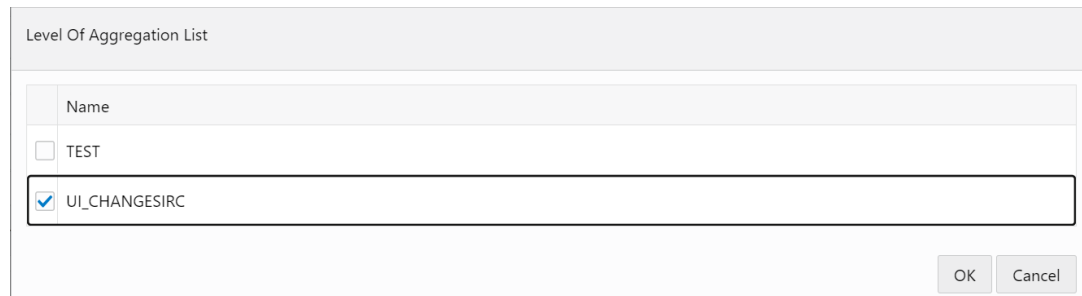 Level Of Aggregation List
Name
TEST
UI_CHANGESIRC
OK Cancel